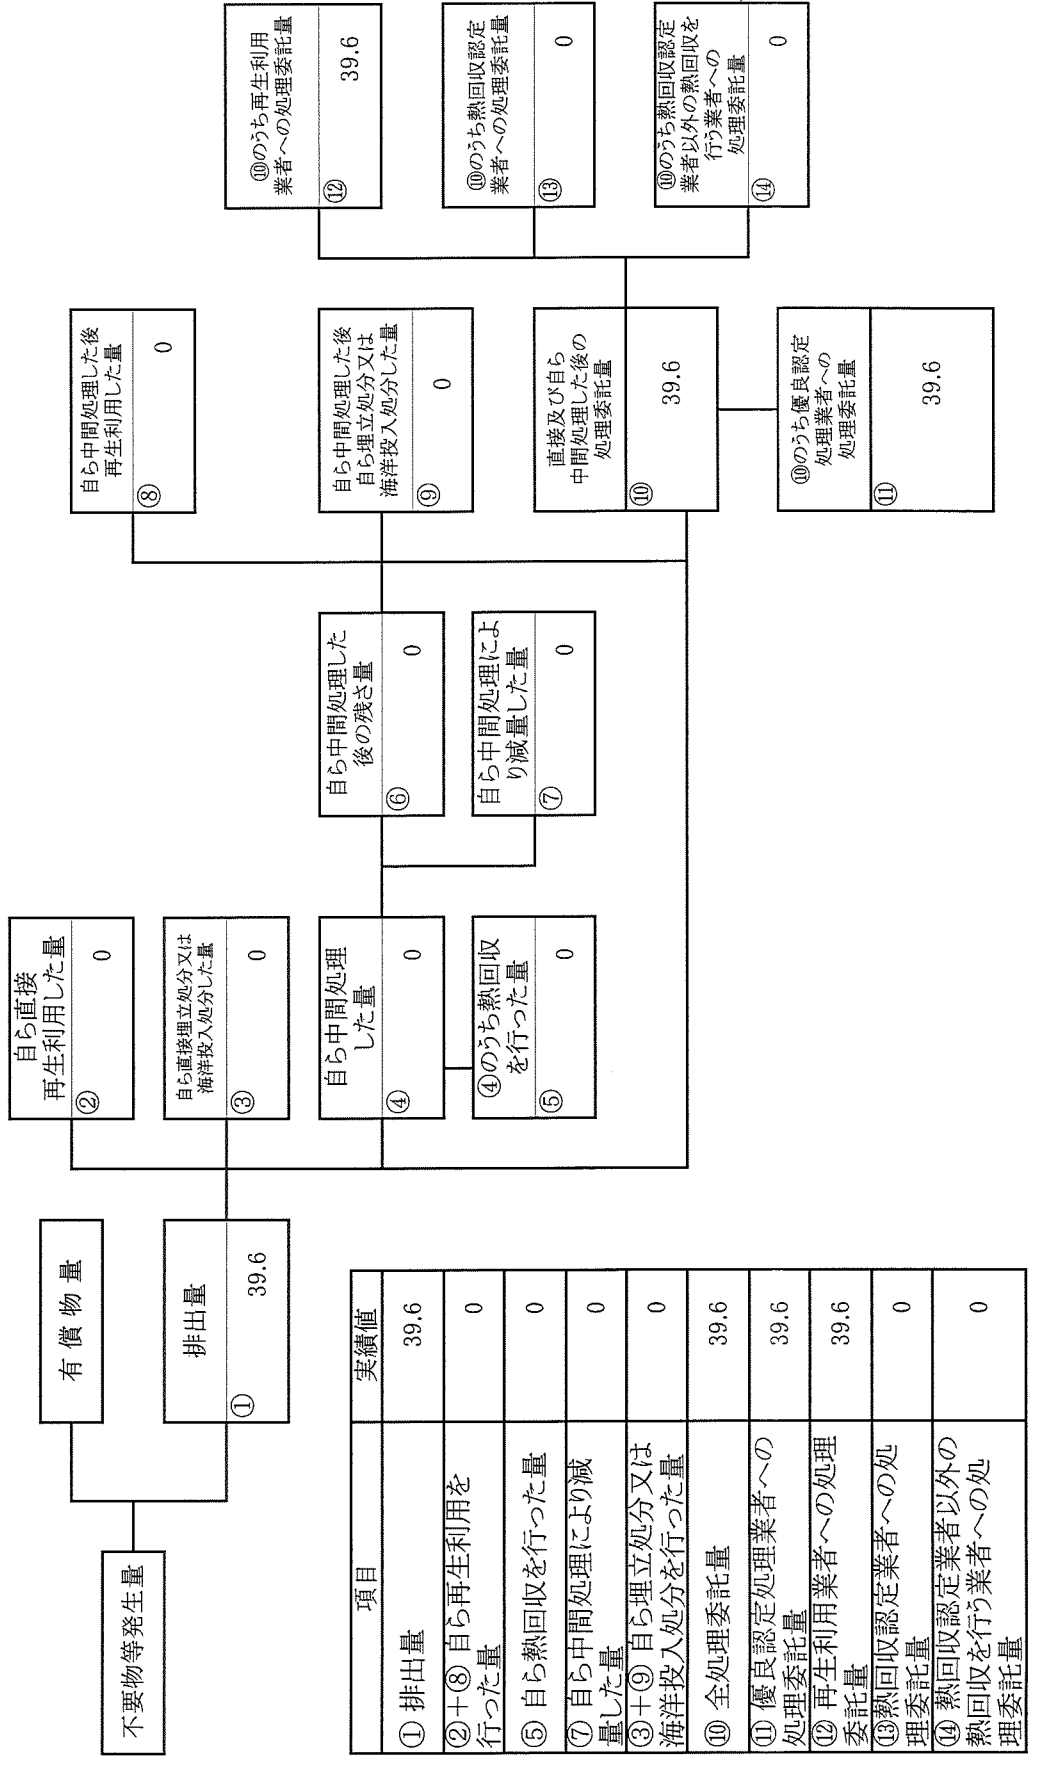 不要物等発生量
有償物量
排出量
①
39.6
自ら直接
再生利用した量
②
0
自ら直接埋立処分又は
海洋投入処分した量
③
0
自ら中間処理
した量
④
0
④のうち熱回収
を行った量
⑤
0
自ら中間処理した
後の残さ量
⑥
0
自ら中間処理によ
り減量した量
⑦
0
自ら中間処理した後
再生利用した量
⑧
0
自ら中間処理した後
自ら埋立処分又は
海洋投入処分した量
⑨
0
直接及び自ら
中間処理した後の
処理委託量
⑩
39.6
⑩のうち優良認定
処理業者への
処理委託量
⑪
39.6
⑩のうち再生利用
業者への処理委託量
⑫
39.6
⑩のうち熱回収認定
業者への処理委託量
⑬
0
⑩のうち熱回収認定
業者以外の熱回収を
行う業者への
処理委託量
⑭
0
項目 実績値
①排出量 39.6
②+⑧自ら再生利用を
行った量 0
⑤自ら熱回収を行った量 0
⑦自ら中間処理により減
量した量 0
③+⑨自ら埋立処分又は
海洋投入処分を行った量 0
⑩全処理委託量 39.6
⑪優良認定処理業者への
処理委託量 39.6
⑫再生利用業者への処理
委託量 39.6
⑬熱回収認定業者への処
理委託量 0
⑭熱回収認定業者以外の
熱回収を行う業者への処
理委託量 0